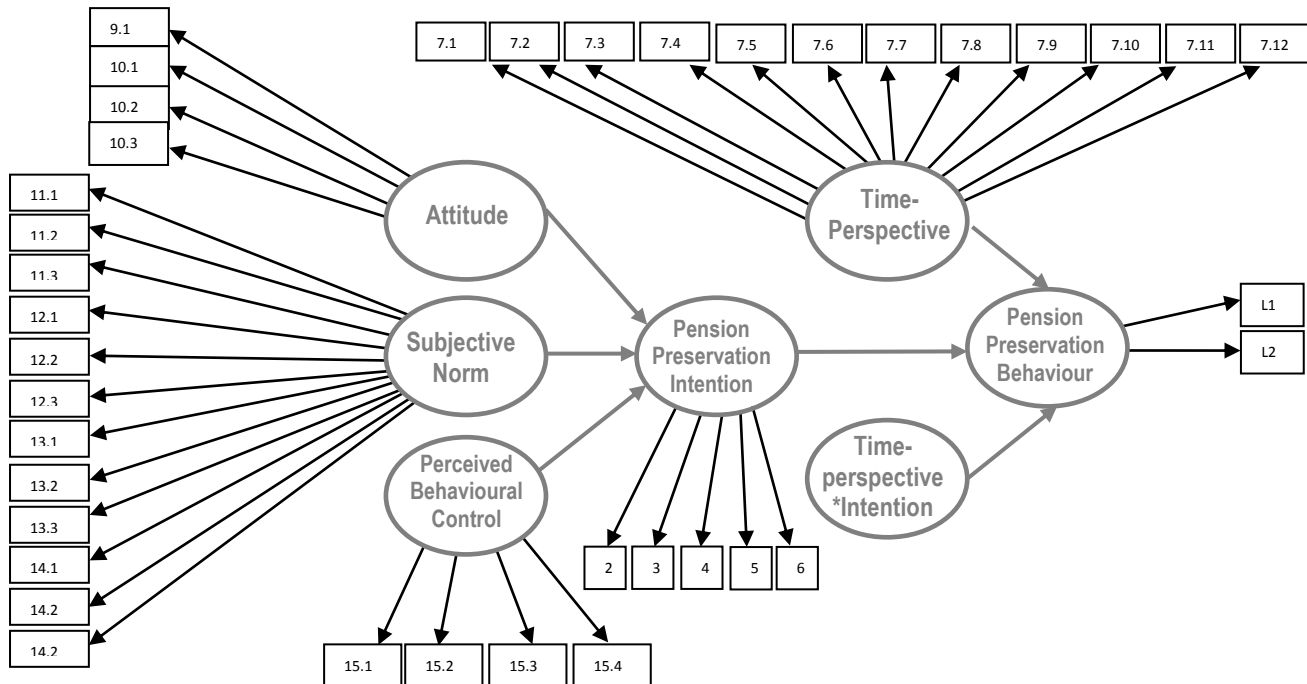 9.1
10.1
10.2
10.3
7.1
7.2
7.3
7.4
7.5
7.6
7.7
7.8
7.9
7.10
7.11
7.12
11.1
11.2
11.3
12.1
12.2
12.3
13.1
13.2
13.3
14.1
14.2
14.2
Attitude
Subjective
Norm
Perceived
Behavioural
Control
15.1
15.2
15.3
15.4
Pension
Preservation
Intention
2
3
4
5
6
Time-
Perspective
Pension
Preservation
Behaviour
Time-
perspective
*Intention
L1
L2